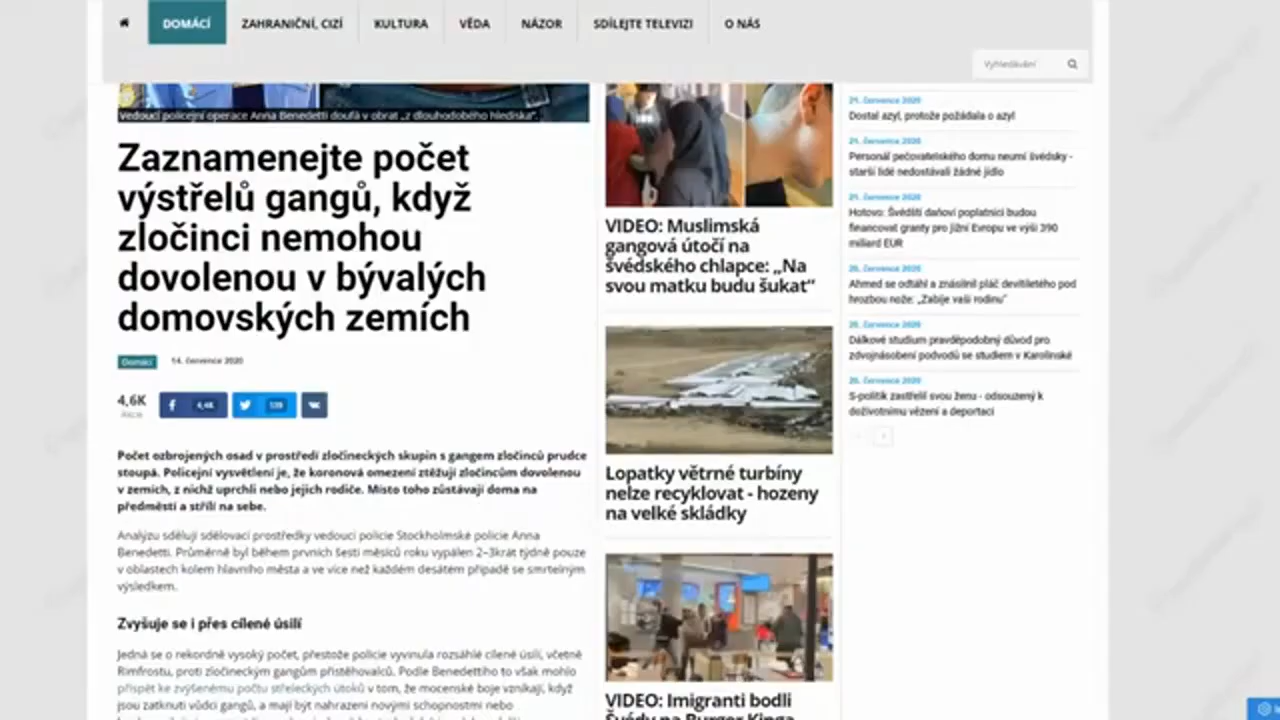 DOMÁCÍ
ZAHRANIČNÍ, CIZÍ
KULTURA
VĚDA
NÁZOR
SDÍLEJTE TELEVIZI
O NÁS
Vyhledávání
Vedoucí policejní operace Anna Benedetti doufá v obrat „z dlouhodobého hlediska“.
Zaznamenejte počet
výstřelů gangů, když
zločinci nemohou
dovolenou v bývalých
domovských zemích
Domácí
14. července 2020
4,6K
Akcie
4,4K
139
Počet ozbrojených osad v prostředí zločineckých skupin s gangem zločinců prudce
stoupá. Policejní vysvětlení je, že koronová omezení ztěžují zločincům dovolenou
v zemích, z nichž uprchli nebo jejich rodiče. Místo toho zůstávají doma na
předměstí a střílí na sebe.
Analýzu sdělují sdělovací prostředky vedoucí policie Stockholmské policie Anna
Benedetti. Průměrně byl během prvních šesti měsíců roku vypálen 2–3krát týdně pouze
v oblastech kolem hlavního města a ve více než každém desátém případě se smrtelným
výsledkem.
Zvyšuje se i přes cílené úsilí
Jedná se o rekordně vysoký počet, přestože policie vyvinula rozsáhlé cílené úsilí, včetně
Rimfrostu, proti zločineckým gangům přistěhovalců. Podle Benedettiho to však mohlo
přispět ke zvýšenému počtu střeleckých útoků v tom, že mocenské boje vznikají, když
jsou zatknuti vůdci gangů, a mají být nahrazeni novými schopnostmi nebo
VIDEO: Muslimská
gangová útočí na
švédského chlapce: „Na
svou matku budu šukat“
Lopatky větrné turbíny
nelze recyklovat - hozeny
na velké skládky
VIDEO: Imigranti bodli
Švédy na Burger Kinga
21. července 2020
Dostal azyl, protože požádala o azyl
21. července 2020
Personál pečovatelského domu neumí švédsky -
starší lidé nedostávali žádné jídlo
21. července 2020
Hotovo: Švédští daňoví poplatníci budou
financovat granty pro jižní Evropu ve výši 390
miliard EUR
20. července 2020
Ahmed se odtáhl a znásilnil pláč devítiletého pod
hrozbou nože: „Zabije vaši rodinu“
20. července 2020
Dálkové studium pravděpodobný důvod pro
zdvojnásobení podvodů se studiem v Karolinské
20. července 2020
S-politik zastřelil svou ženu - odsouzený k
doživotnímu vězení a deportaci